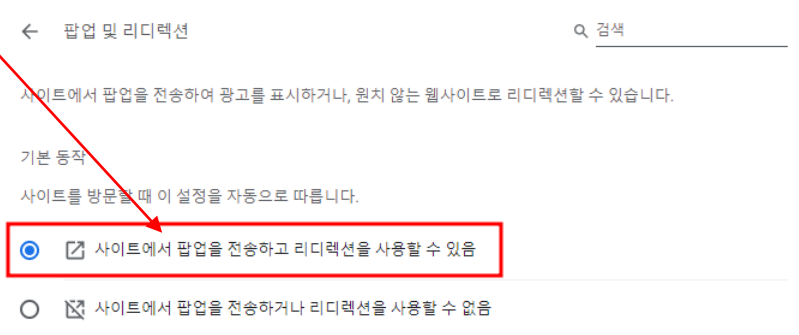 팝업 및 리디렉션
검색
사이트에서 팝업을 전송하여 광고를 표시하거나, 원치 않는 웹사이트로 리디렉션할 수 있습니다.
기본 동작
사이트를 방문할 때 이 설정을 자동으로 따릅니다.
사이트에서 팝업을 전송하고 리디렉션을 사용할 수 있음
사이트에서 팝업을 전송하거나 리디렉션을 사용할 수 없음